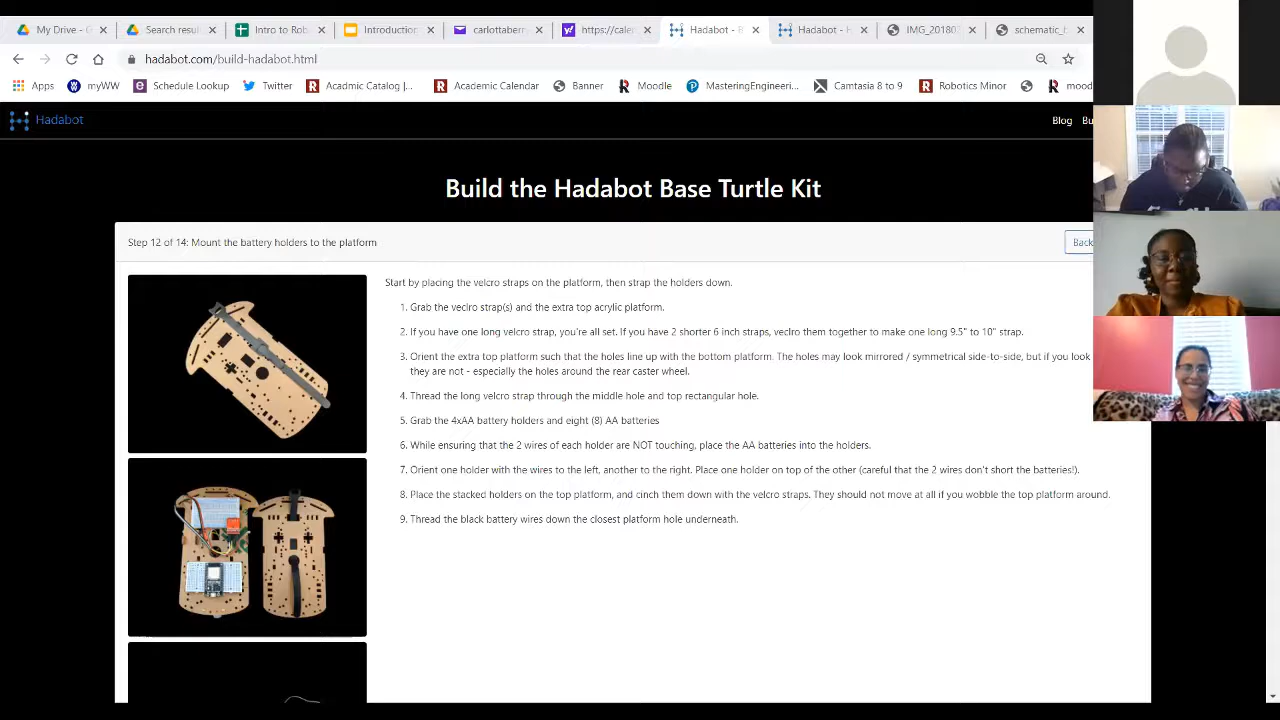 My Drive - G
Search resul
Intro to Rob
Introduction
carlottaberr
https://caler
Hadabot - B
Hadabot - H
IMG_201802
schematic_b
hadabot.com/build-hadabot.html
Apps
myWW
Schedule Lookup
Twitter
Acadmic Catalog |...
Academic Calendar
Banner
Moodle
MasteringEngineeri...
Camtasia 8 to 9
Robotics Minor
mood
Hadabot
Blog
Bu
Build the Hadabot Base Turtle Kit
Step 12 of 14: Mount the battery holders to the platform
Back
Start by placing the velcro straps on the platform, then strap the holders down.
1. Grab the veclro strap(s) and the extra top acrylic platform.
2. If you have one long velcro strap, you're all set. If you have 2 shorter 6 inch straps, strap them together to make one long 9.5" to 10" strap.
3. Orient the extra platform such that holes line up with the bottom platform. The holes may look mirrored / symmetrical side-to-side, but if you look
they are not - especially the holes around the rear caster wheel.
4. Thread the long velcro strap through the middle hole and top rectangular hole.
5. Grab the 4xAA battery holders and eight (8) AA batteries
6. While ensuring that the 2 wires of each holder are NOT touching, place the AA batteries into the holders.
7. Orient one holder with the wires to the left, another to the right. Place one holder on top of the other (careful that the 2 wires don't short the batteries!).
8. Place the stacked holders on the top platform, and cinch them down with the velcro straps. They should not move at all if you wobble the top platform around.
9. Thread the black battery wires down the closest platform hole underneath.